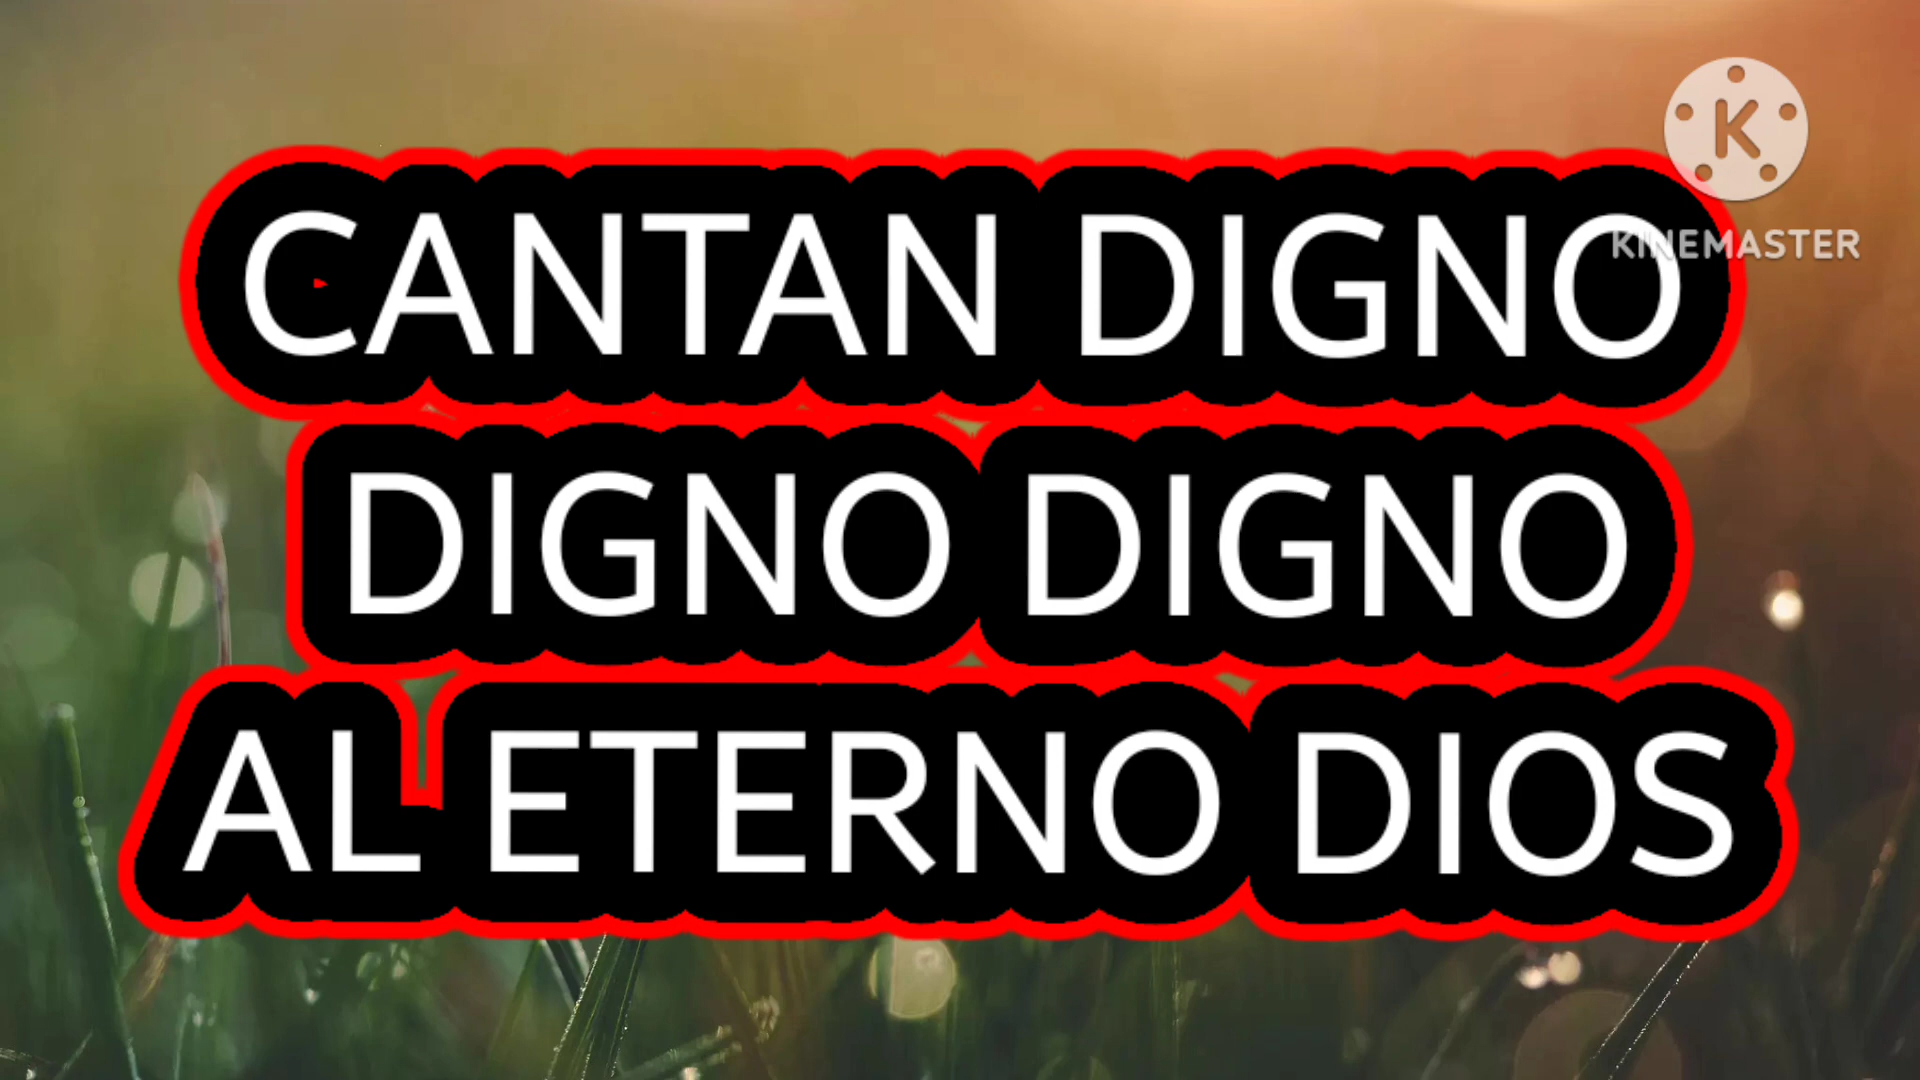 K
KINEMASTER
CANTAN DIGNO
DIGNO DIGNO
AL ETERNO DIOS